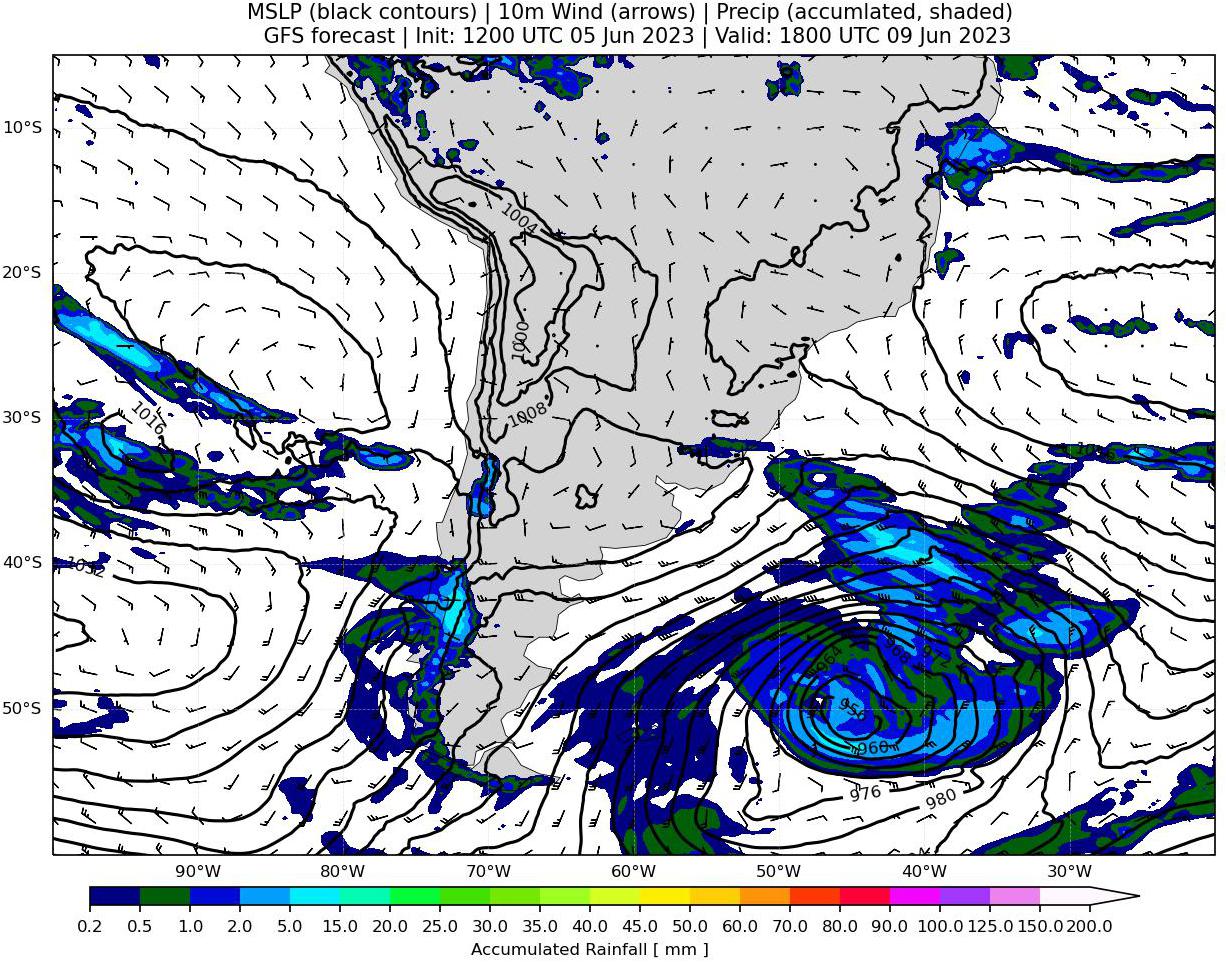 MSLP (black contours) | 10m Wind (arrows) | Precip (accumlated, shaded)
GFS forecast | Init: 1200 UTC 05 Jun 2023 | Valid: 1800 UTC 09 Jun 2023
10°S
1004
20°S
1000
30°S
1016
1008
1016
40°S
1032
964
968
972
50°S
956
960
976
980
90°W
80°W
70°W
60°W
50°W
40°W
30°W
0.2 0.5 1.0 2.0 5.0 10.0 15.0 20.0 25.0 30.0 35.0 40.0 45.0 50.0 60.0 70.0 80.0 90.0 100.0 125.0 150.0 200.0
Accumulated Rainfall [ mm ]